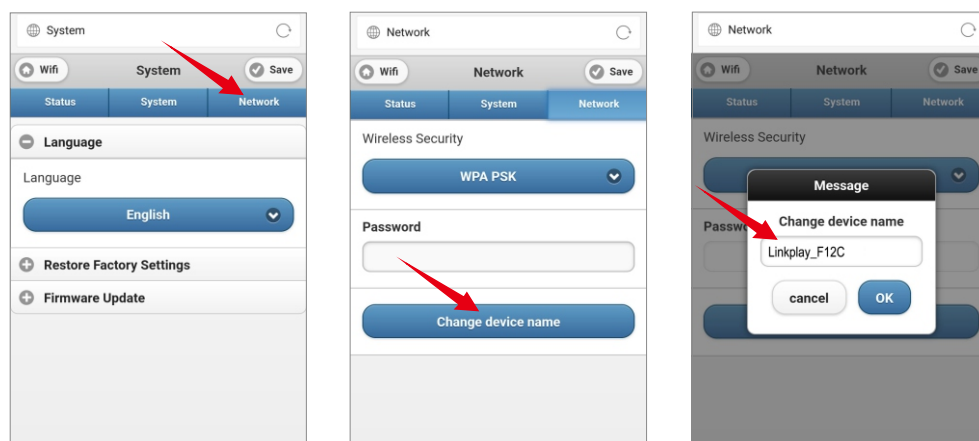 System
Wifi
System
Save
Status
System
Network
Language
Language
English
Restore Factory Settings
Firmware Update
Network
Wifi
Network
Save
Status
System
Network
Wireless Security
WPA PSK
Password
Change device name
Network
Wifi
Network
Save
Status
System
Network
Wireless Security
Message
Passwo
Change device name
Linkplay_F12C
cancel
OK